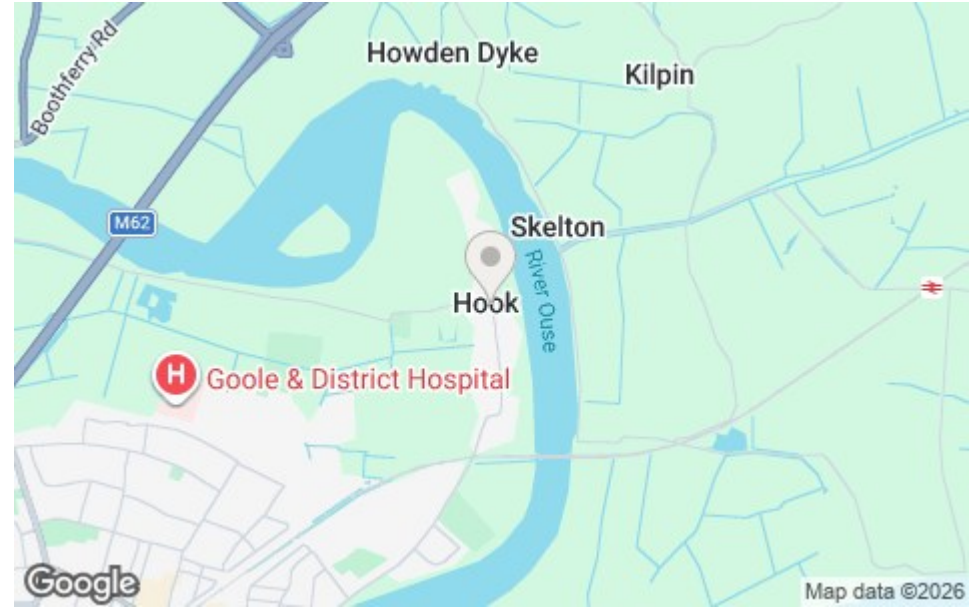 Boothferry Rd
Howden Dyke
Kilpin
M62
Skelton
River Ouse
Hook
H
Goole & District Hospital
Google
Map data ©2026